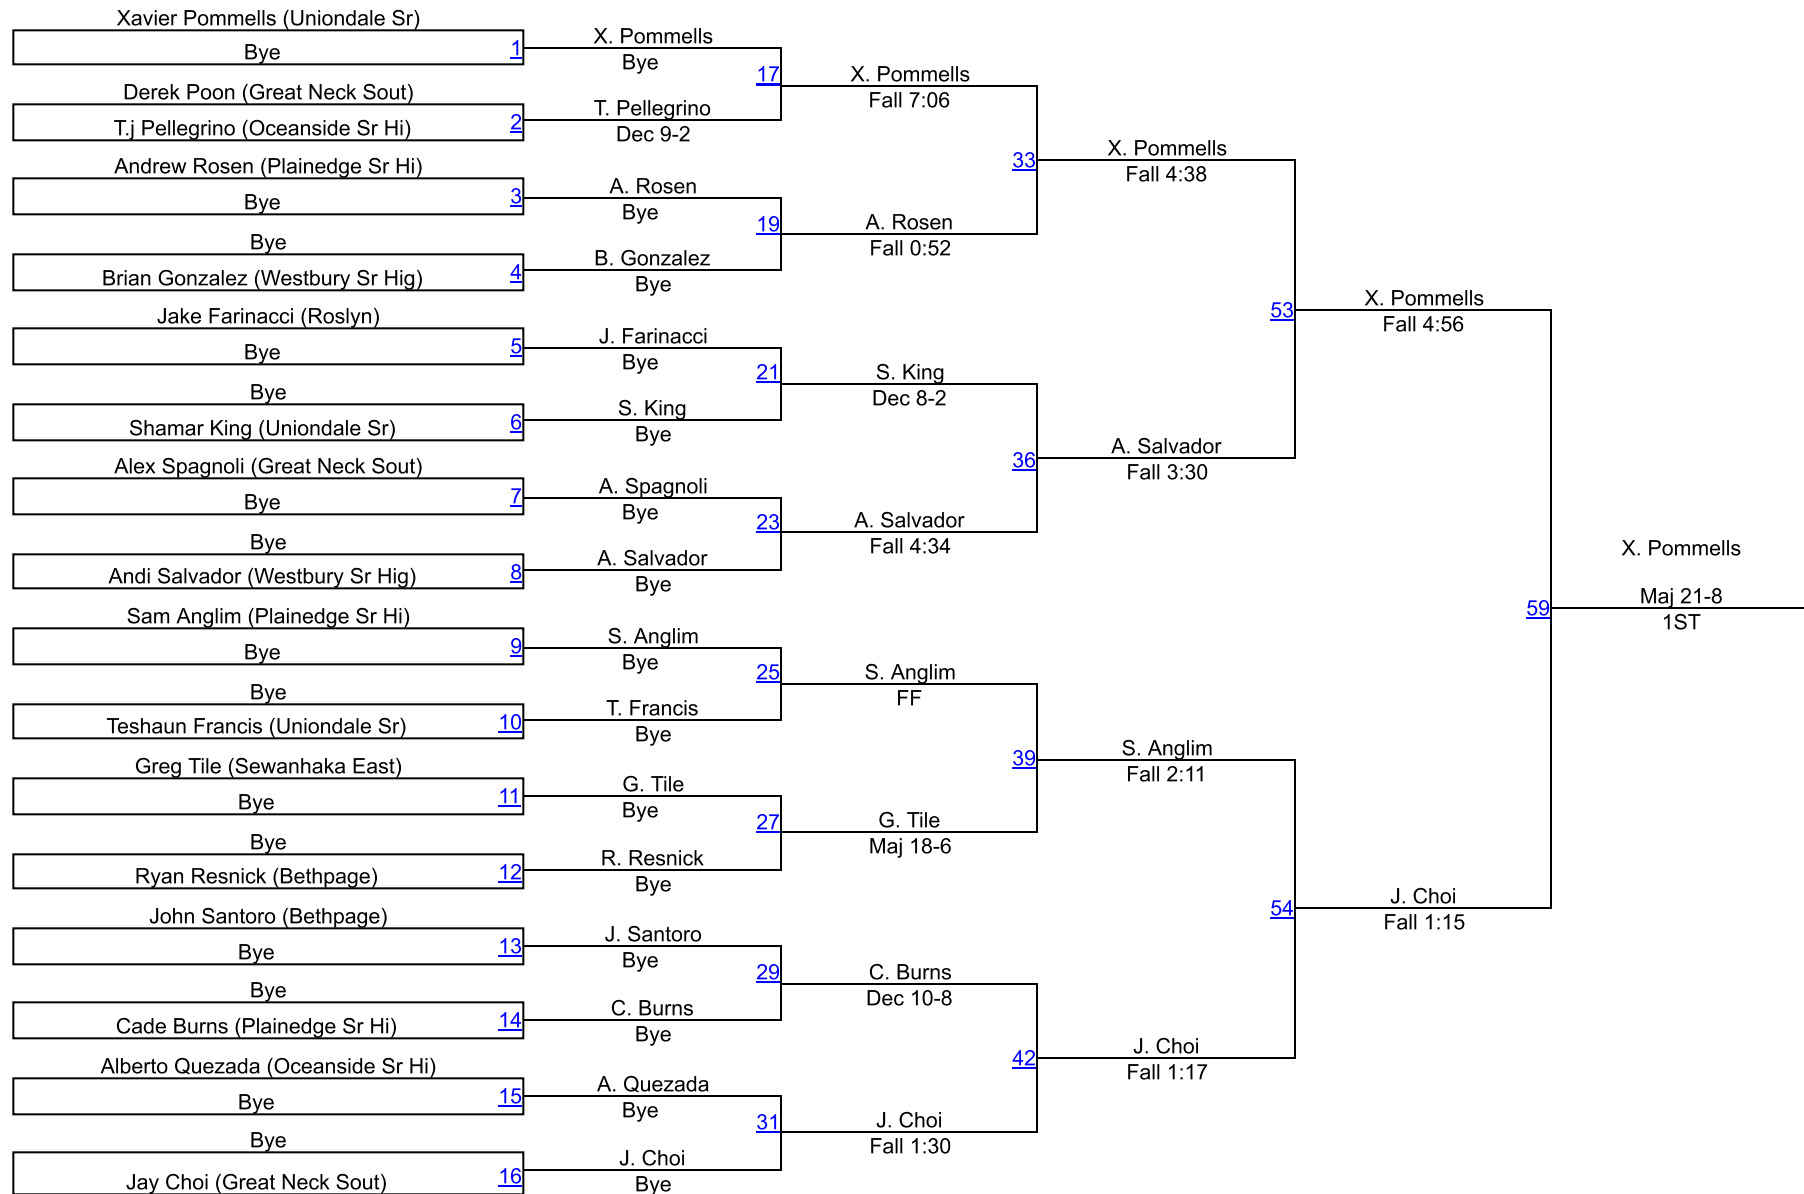 Xavier Pommells (Uniondale Sr)
Bye
1
Derek Poon (Great Neck Sout)
T.j Pellegrino (Oceanside Sr Hi)
2
Andrew Rosen (Plainedge Sr Hi)
Bye
3
Bye
Brian Gonzalez (Westbury Sr Hig)
4
Jake Farinacci (Roslyn)
Bye
5
Bye
Shamar King (Uniondale Sr)
6
Alex Spagnoli (Great Neck Sout)
Bye
7
Bye
Andi Salvador (Westbury Sr Hig)
8
Sam Anglim (Plainedge Sr Hi)
Bye
9
Bye
Teshaun Francis (Uniondale Sr)
10
Greg Tile (Sewanhaka East)
Bye
11
Bye
Ryan Resnick (Bethpage)
12
John Santoro (Bethpage)
Bye
13
Bye
Cade Burns (Plainedge Sr Hi)
14
Alberto Quezada (Oceanside Sr Hi)
Bye
15
Bye
Jay Choi (Great Neck Sout)
16
X. Pommells
Bye
17
T. Pellegrino
Dec 9-2
A. Rosen
Bye
19
B. Gonzalez
Bye
J. Farinacci
Bye
21
S. King
Bye
A. Spagnoli
Bye
23
A. Salvador
Bye
S. Anglim
Bye
25
T. Francis
Bye
G. Tile
Bye
27
R. Resnick
Bye
J. Santoro
Bye
29
C. Burns
Bye
A. Quezada
Bye
31
J. Choi
Bye
X. Pommells
Fall 7:06
33
A. Rosen
Fall 0:52
S. King
Dec 8-2
36
A. Salvador
Fall 4:34
S. Anglim
FF
39
G. Tile
Maj 18-6
C. Burns
Dec 10-8
42
J. Choi
Fall 1:30
X. Pommells
Fall 4:38
53
A. Salvador
Fall 3:30
S. Anglim
Fall 2:11
54
J. Choi
Fall 1:17
X. Pommells
Fall 4:56
59
J. Choi
Fall 1:15
X. Pommells
Maj 21-8
1ST